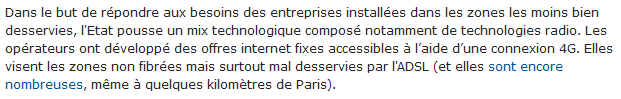 Dans le but de répondre aux besoins des entreprises installées dans les zones les moins bien
desservies, l'Etat pousse un mix technologique composé notamment de technologies radio. Les
opérateurs ont développé des offres internet fixes accessibles à l´aide d´une connexion 4G. Elles
visent les zones non fibrées mais surtout mal desservies par l'ADSL (et elles sont encore
nombreuses, même à quelques kilomètres de Paris).